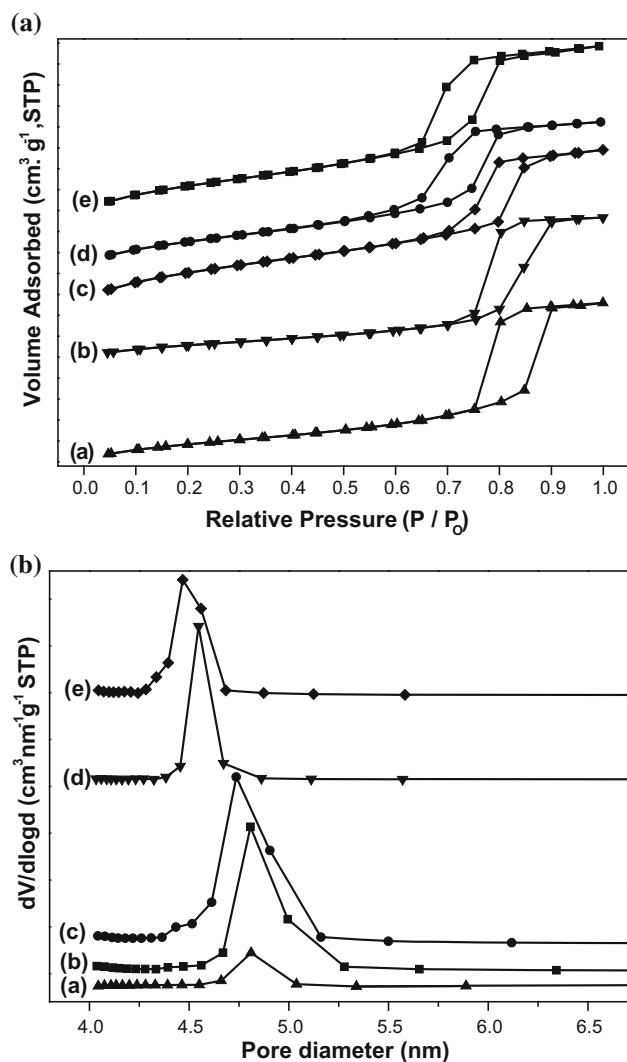 (a)
Volume Adsorbed (cm³. g⁻¹,STP)
(e)
(d)
(c)
(b)
(a)
0.0 0.1 0.2 0.3 0.4 0.5 0.6 0.7 0.8 0.9 1.0
Relative Pressure (P / P₀)
(b)
dV/dlogd (cm³nm⁻¹g⁻¹ STP)
(e)
(d)
(c)
(b)
(a)
4.0 4.5 5.0 5.5 6.0 6.5
Pore diameter (nm)